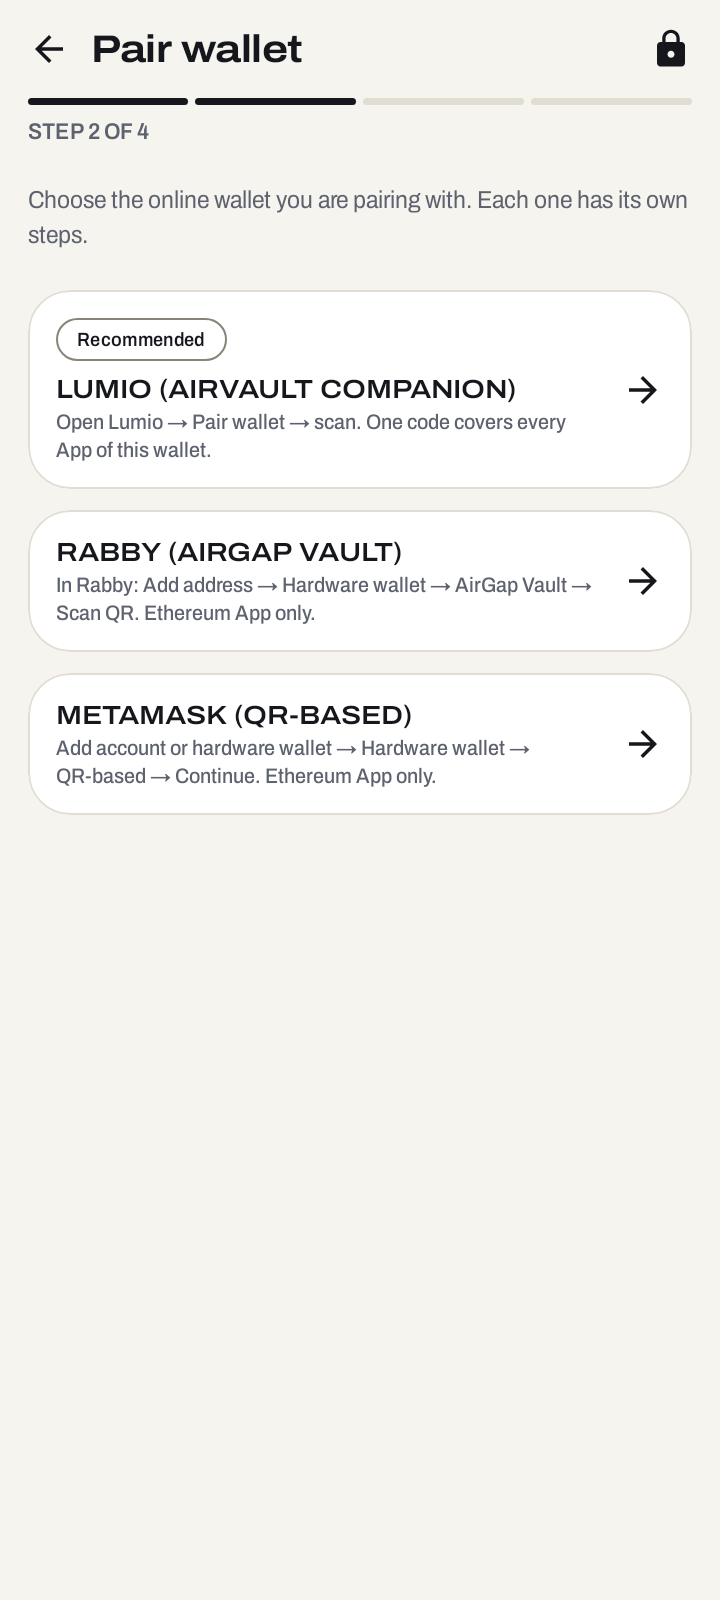 Pair wallet
STEP 2 OF 4
Choose the online wallet you are pairing with. Each one has its own
steps.
Recommended
LUMIO (AIRVAULT COMPANION)
Open Lumio → Pair wallet → scan. One code covers every
App of this wallet.
RABBY (AIRGAP VAULT)
In Rabby: Add address → Hardware wallet → AirGap Vault →
Scan QR. Ethereum App only.
METAMASK (QR-BASED)
Add account or hardware wallet → Hardware wallet →
QR-based → Continue. Ethereum App only.